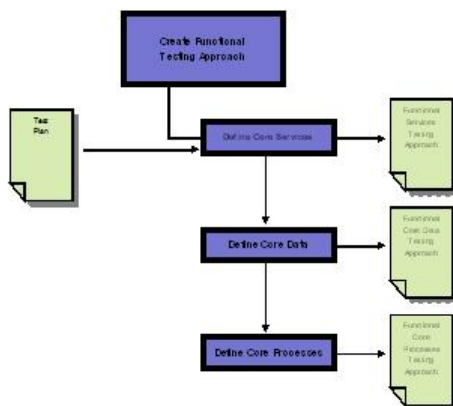 Create Functional
Testing Approach
Test
Plan
Define Core Services
Functional
Services
Testing
Approach
Define Core Data
Functional
Core Data
Testing
Approach
Define Core Processes
Functional
Core
Processes
Testing
Approach